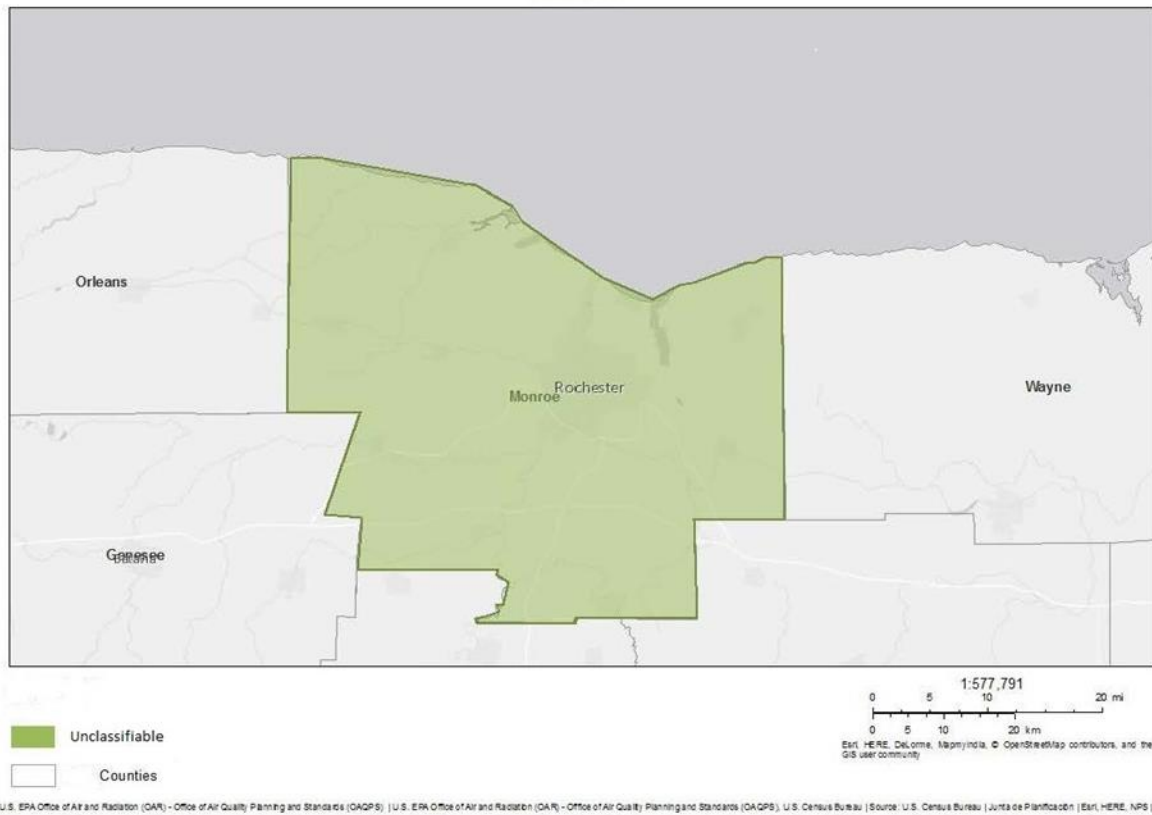 Orleans
Rochester
Monroe
Wayne
Genesee
Batavia
1:577,791
0 5 10 20 mi
0 5 10 20 km
Esri, HERE, DeLorme, MapmyIndia, © OpenStreetMap contributors, and the
GIS user community
Unclassifiable
Counties
U.S. EPA Office of Air and Radiation (OAR) - Office of Air Quality Planning and Standards (OAQPS) | U.S. EPA Office of Air and Radiation (OAR) - Office of Air Quality Planning and Standards (OAQPS), U.S. Census Bureau | Source: U.S. Census Bureau | Junta de Planificación | Esri, HERE, NPS |